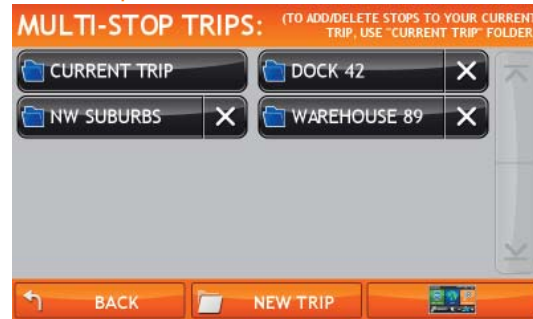 MULTI-STOP TRIPS:
(TO ADD/DELETE STOPS TO YOUR CURRENT
TRIP, USE "CURRENT TRIP" FOLDER
CURRENT TRIP
DOCK 42
NW SUBURBS
WAREHOUSE 89
BACK
NEW TRIP